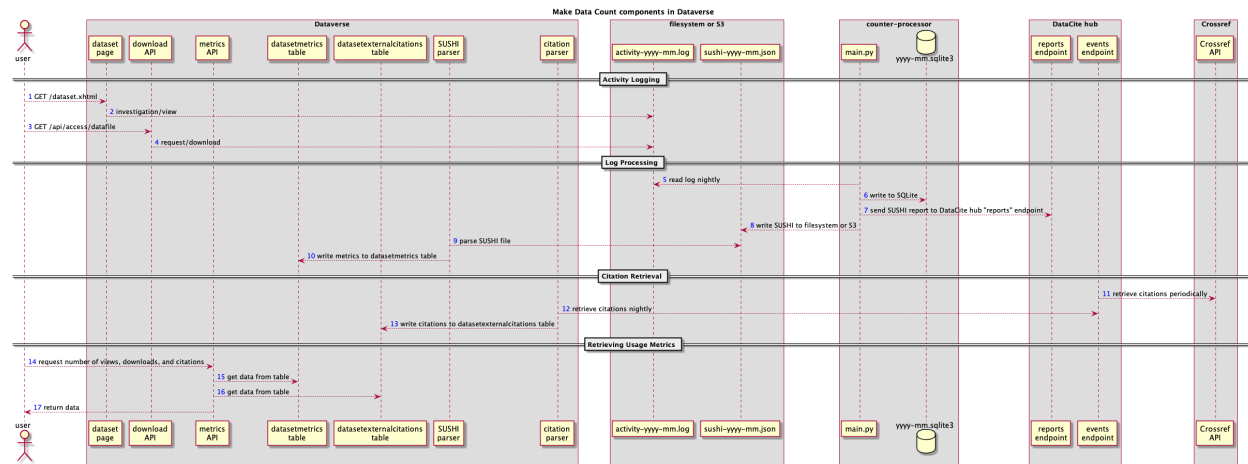 Make Data Count components in Dataverse
Dataverse
filesystem or S3
counter-processor
DataCite hub
Crossref
user
dataset
page
download
API
metrics
API
datasetmetrics
table
datasetexternalcitations
table
SUSHI
parser
citation
parser
activity-yyyy-mm.log
sushi-yyyy-mm.json
main.py
yyyy-mm.sqlite3
reports
endpoint
events
endpoint
Crossref
API
Activity Logging
1 GET /dataset.xhtml
2 investigation/view
3 GET /api/access/datafile
4 request/download
Log Processing
5 read log nightly
6 write to SQLite
7 send SUSHI report to DataCite hub "reports" endpoint
8 write SUSHI to filesystem or S3
9 parse SUSHI file
10 write metrics to datasetmetrics table
Citation Retrieval
11 retrieve citations periodically
12 retrieve citations nightly
13 write citations to datasetexternalcitations table
Retrieving Usage Metrics
14 request number of views, downloads, and citations
15 get data from table
16 get data from table
17 return data
user
dataset
page
download
API
metrics
API
datasetmetrics
table
datasetexternalcitations
table
SUSHI
parser
citation
parser
activity-yyyy-mm.log
sushi-yyyy-mm.json
main.py
yyyy-mm.sqlite3
reports
endpoint
events
endpoint
Crossref
API